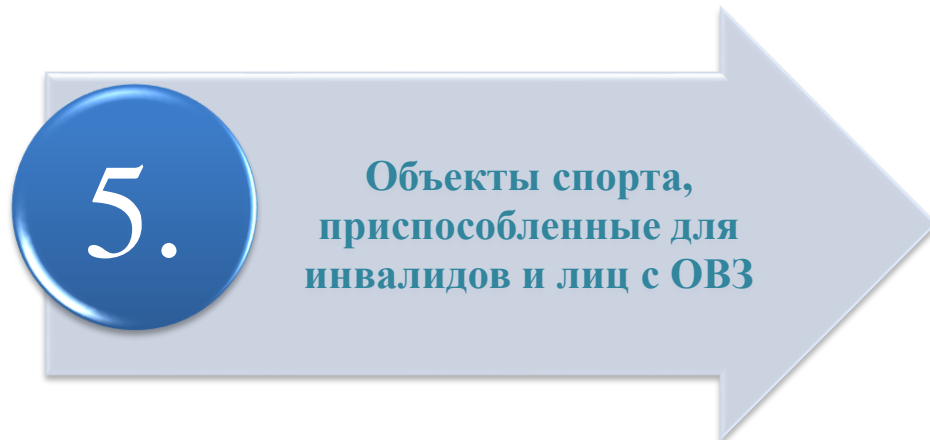 5.
Объекты спорта,
приспособленные для
инвалидов и лиц с ОВЗ